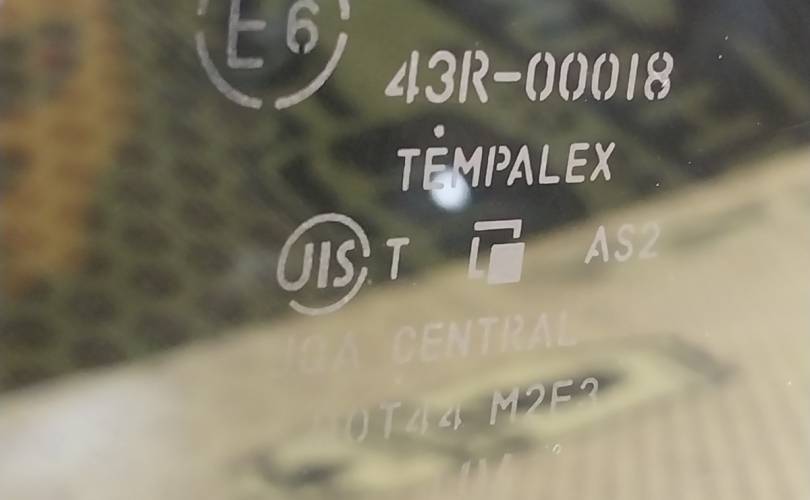 E6
43R-00018
TEMPALEX
JIS T AS2
CENTRAL
M2E3